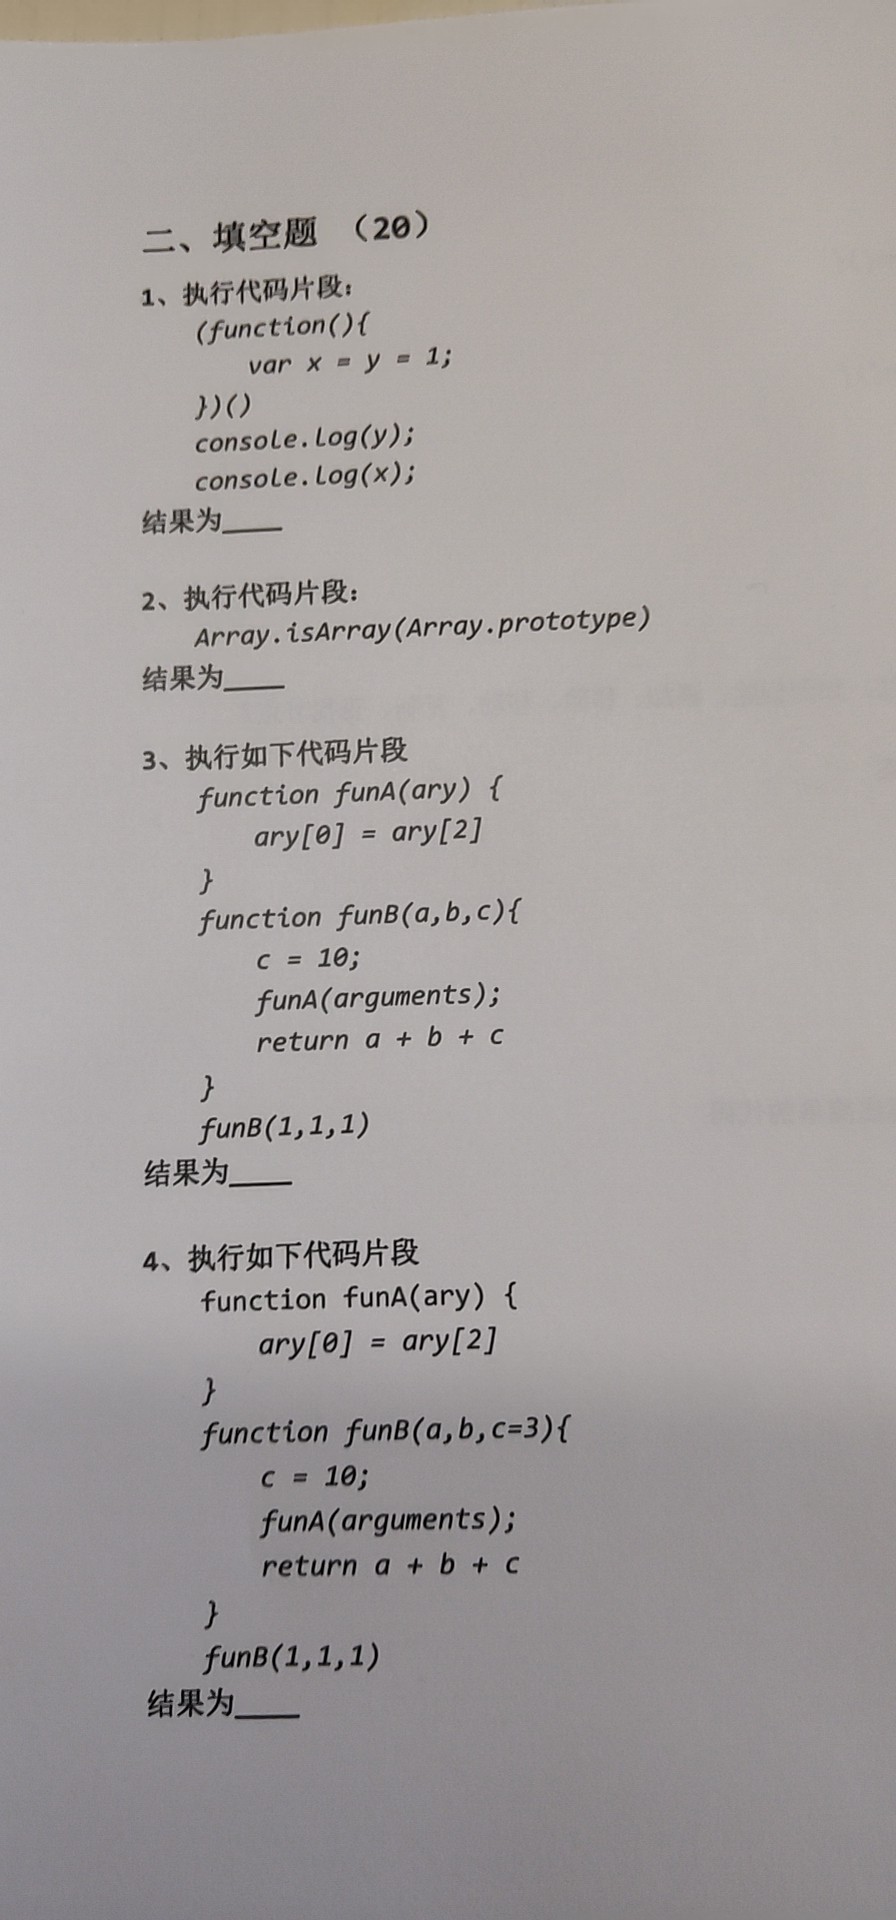 二、填空题 （20）
1、执行代码片段：
(function(){
var x = y = 1;
})()
console.log(y);
console.log(x);
结果为____
2、执行代码片段：
Array.isArray(Array.prototype)
结果为____
3、执行如下代码片段
function funA(ary) {
ary[0] = ary[2]
}
function funB(a,b,c){
c = 10;
funA(arguments);
return a + b + c
}
funB(1,1,1)
结果为____
4、执行如下代码片段
function funA(ary) {
ary[0] = ary[2]
}
function funB(a,b,c=3){
c = 10;
funA(arguments);
return a + b + c
}
funB(1,1,1)
结果为____